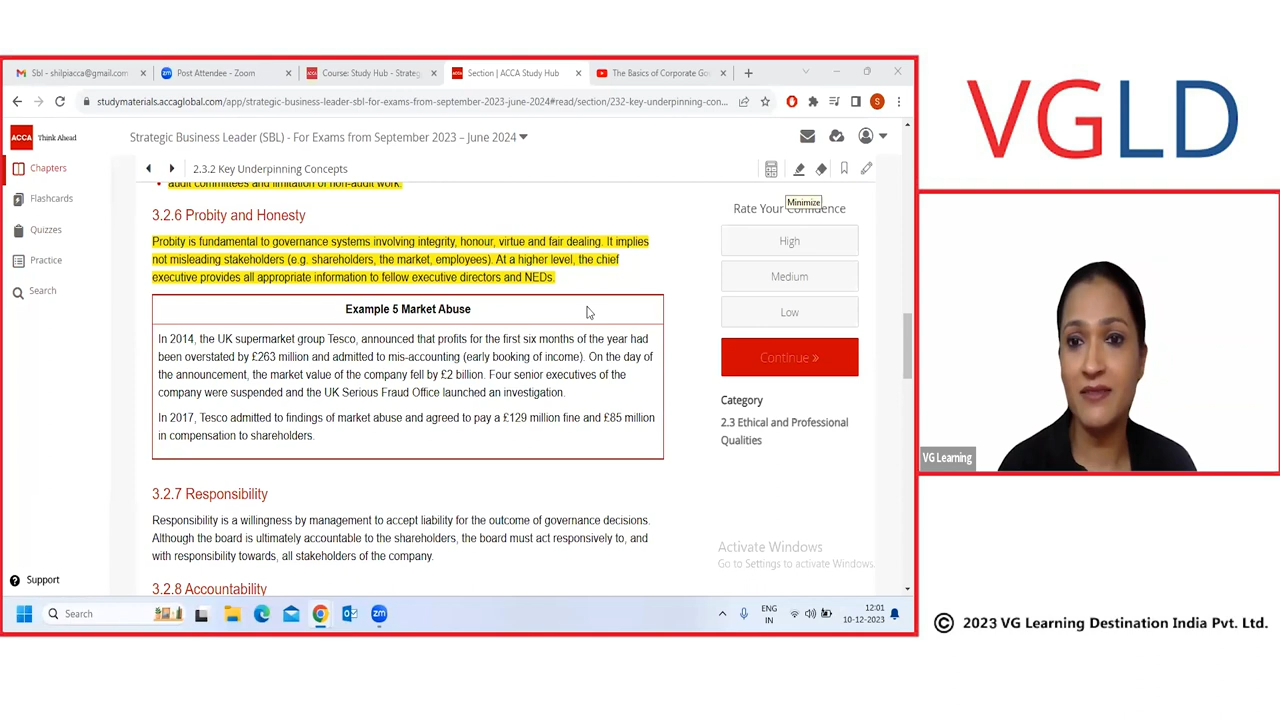 Sbl - shilpiacca@gmail.com
Post Attendee - Zoom
Course: Study Hub - Strateg
Section | ACCA Study Hub
The Basics of Corporate Go
studymaterials.accaglobal.com/app/strategic-business-leader-sbl-for-exams-from-september-2023-june-2024#read/section/232-key-underpinning-con...
S
ACCA Think Ahead
Strategic Business Leader (SBL) - For Exams from September 2023 – June 2024
Chapters
Flashcards
Quizzes
Practice
Search
Support
2.3.2 Key Underpinning Concepts
Minimize
• audit committees and limitation of non-audit work.
3.2.6 Probity and Honesty
Probity is fundamental to governance systems involving integrity, honour, virtue and fair dealing. It implies
not misleading stakeholders (e.g. shareholders, the market, employees). At a higher level, the chief
executive provides all appropriate information to fellow executive directors and NEDs.
Example 5 Market Abuse
In 2014, the UK supermarket group Tesco, announced that profits for the first six months of the year had
been overstated by £263 million and admitted to mis-accounting (early booking of income). On the day of
the announcement, the market value of the company fell by £2 billion. Four senior executives of the
company were suspended and the UK Serious Fraud Office launched an investigation.
In 2017, Tesco admitted to findings of market abuse and agreed to pay a £129 million fine and £85 million
in compensation to shareholders.
3.2.7 Responsibility
Responsibility is a willingness by management to accept liability for the outcome of governance decisions.
Although the board is ultimately accountable to the shareholders, the board must act responsively to, and
with responsibility towards, all stakeholders of the company.
3.2.8 Accountability
Rate Your Confidence
High
Medium
Low
Continue »
Category
2.3 Ethical and Professional
Qualities
Activate Windows
Go to Settings to activate Windows.
Search
zm
ENG
IN
12:01
10-12-2023
VGLD
VG Learning
© 2023 VG Learning Destination India Pvt. Ltd.